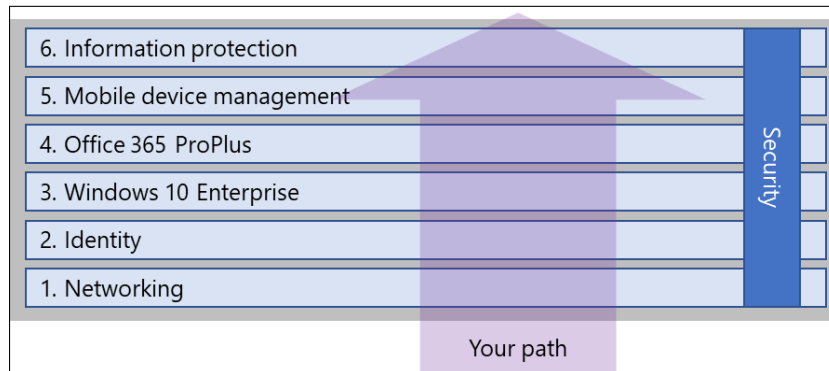 6. Information protection
5. Mobile device management
4. Office 365 ProPlus
3. Windows 10 Enterprise
2. Identity
1. Networking
Security
Your path